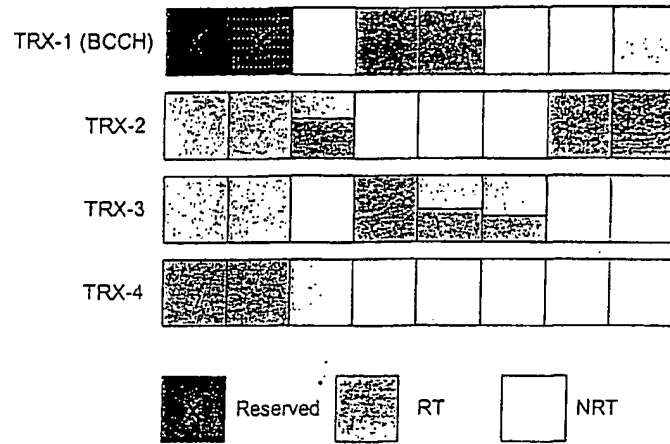 TRX-1 (BCCH)
TRX-2
TRX-3
TRX-4
Reserved RT NRT